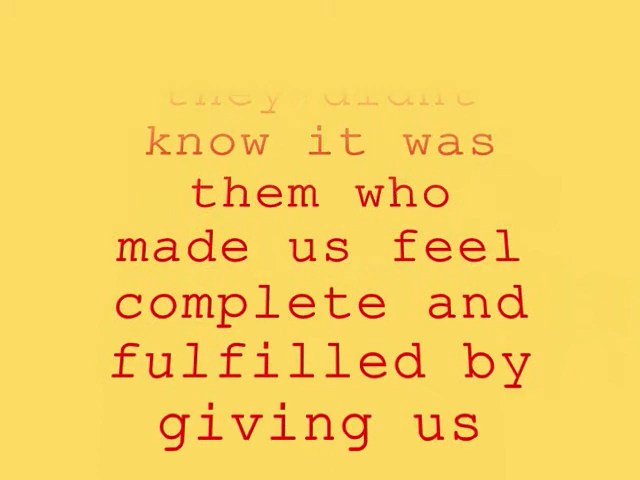 they didnt
know it was
them who
made us feel
complete and
fulfilled by
giving us